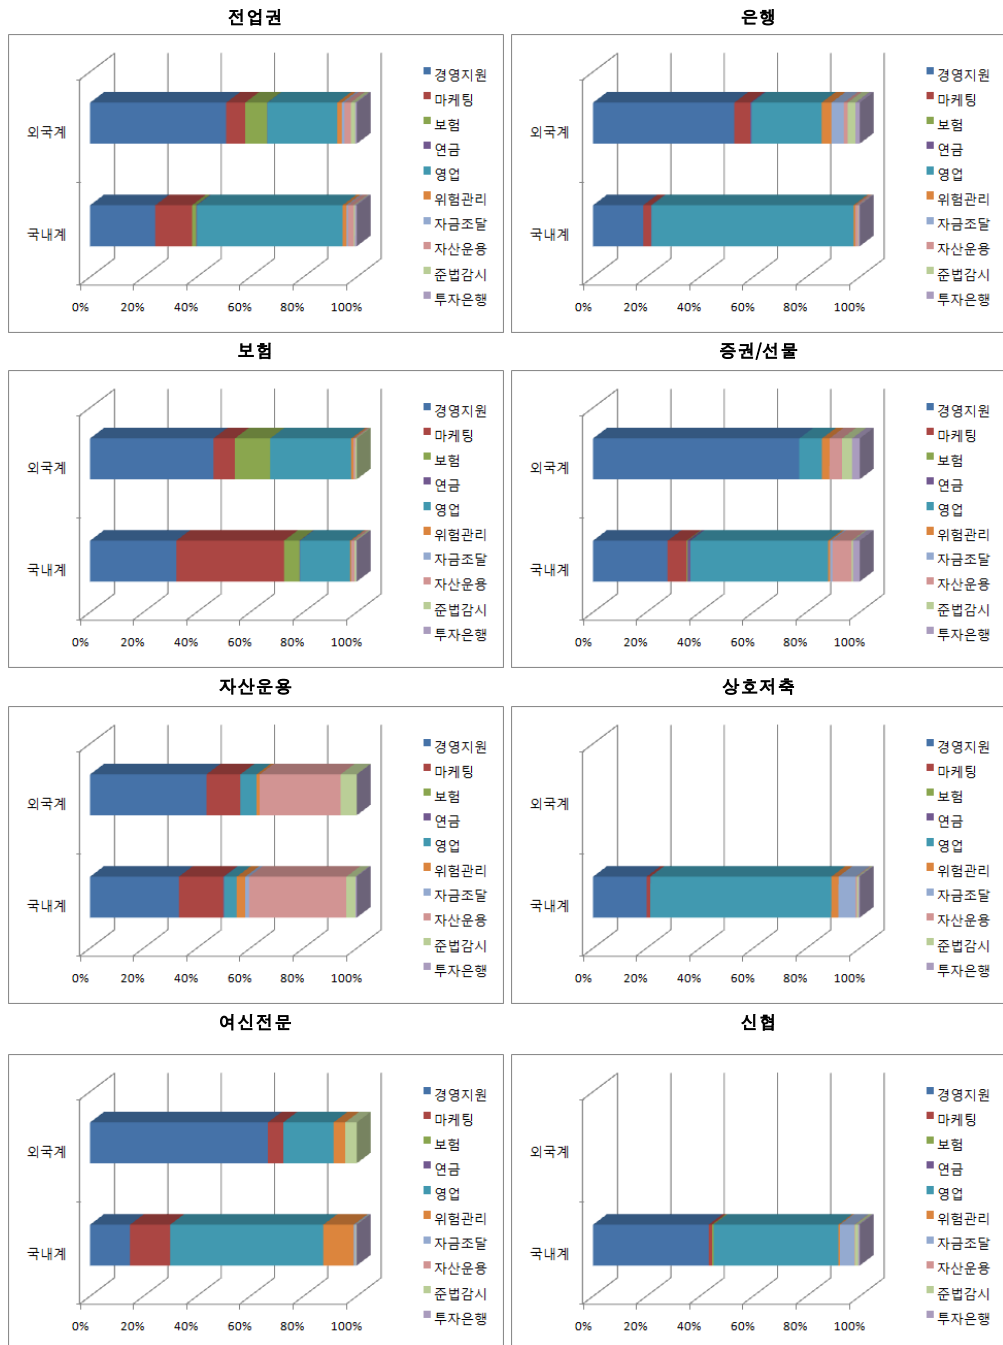 전업권
외국계
국내계
0% 20% 40% 60% 80% 100%
경영지원
마케팅
보험
연금
영업
위험관리
자금조달
자산운용
준법감시
투자은행
은행
외국계
국내계
0% 20% 40% 60% 80% 100%
경영지원
마케팅
보험
연금
영업
위험관리
자금조달
자산운용
준법감시
투자은행
보험
외국계
국내계
0% 20% 40% 60% 80% 100%
경영지원
마케팅
보험
연금
영업
위험관리
자금조달
자산운용
준법감시
투자은행
증권/선물
외국계
국내계
0% 20% 40% 60% 80% 100%
경영지원
마케팅
보험
연금
영업
위험관리
자금조달
자산운용
준법감시
투자은행
자산운용
외국계
국내계
0% 20% 40% 60% 80% 100%
경영지원
마케팅
보험
연금
영업
위험관리
자금조달
자산운용
준법감시
투자은행
상호저축
외국계
국내계
0% 20% 40% 60% 80% 100%
경영지원
마케팅
보험
연금
영업
위험관리
자금조달
자산운용
준법감시
투자은행
여신전문
외국계
국내계
0% 20% 40% 60% 80% 100%
경영지원
마케팅
보험
연금
영업
위험관리
자금조달
자산운용
준법감시
투자은행
신협
외국계
국내계
0% 20% 40% 60% 80% 100%
경영지원
마케팅
보험
연금
영업
위험관리
자금조달
자산운용
준법감시
투자은행